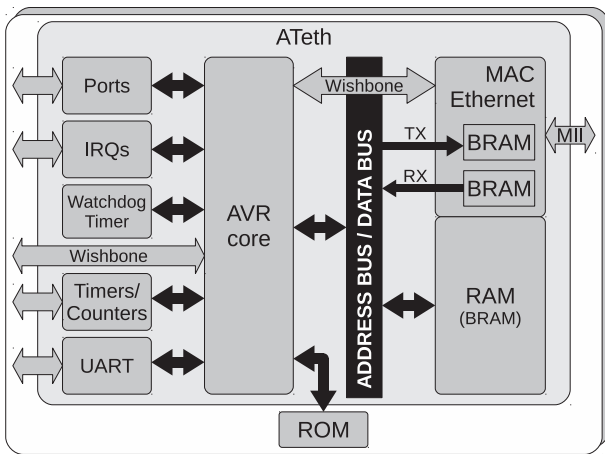 ATeth
Ports
IRQs
Watchdog
Timer
Wishbone
Timers/
Counters
UART
AVR
core
Wishbone
ADDRESS BUS / DATA BUS
TX
RX
MAC
Ethernet
BRAM
BRAM
MII
RAM
(BRAM)
ROM